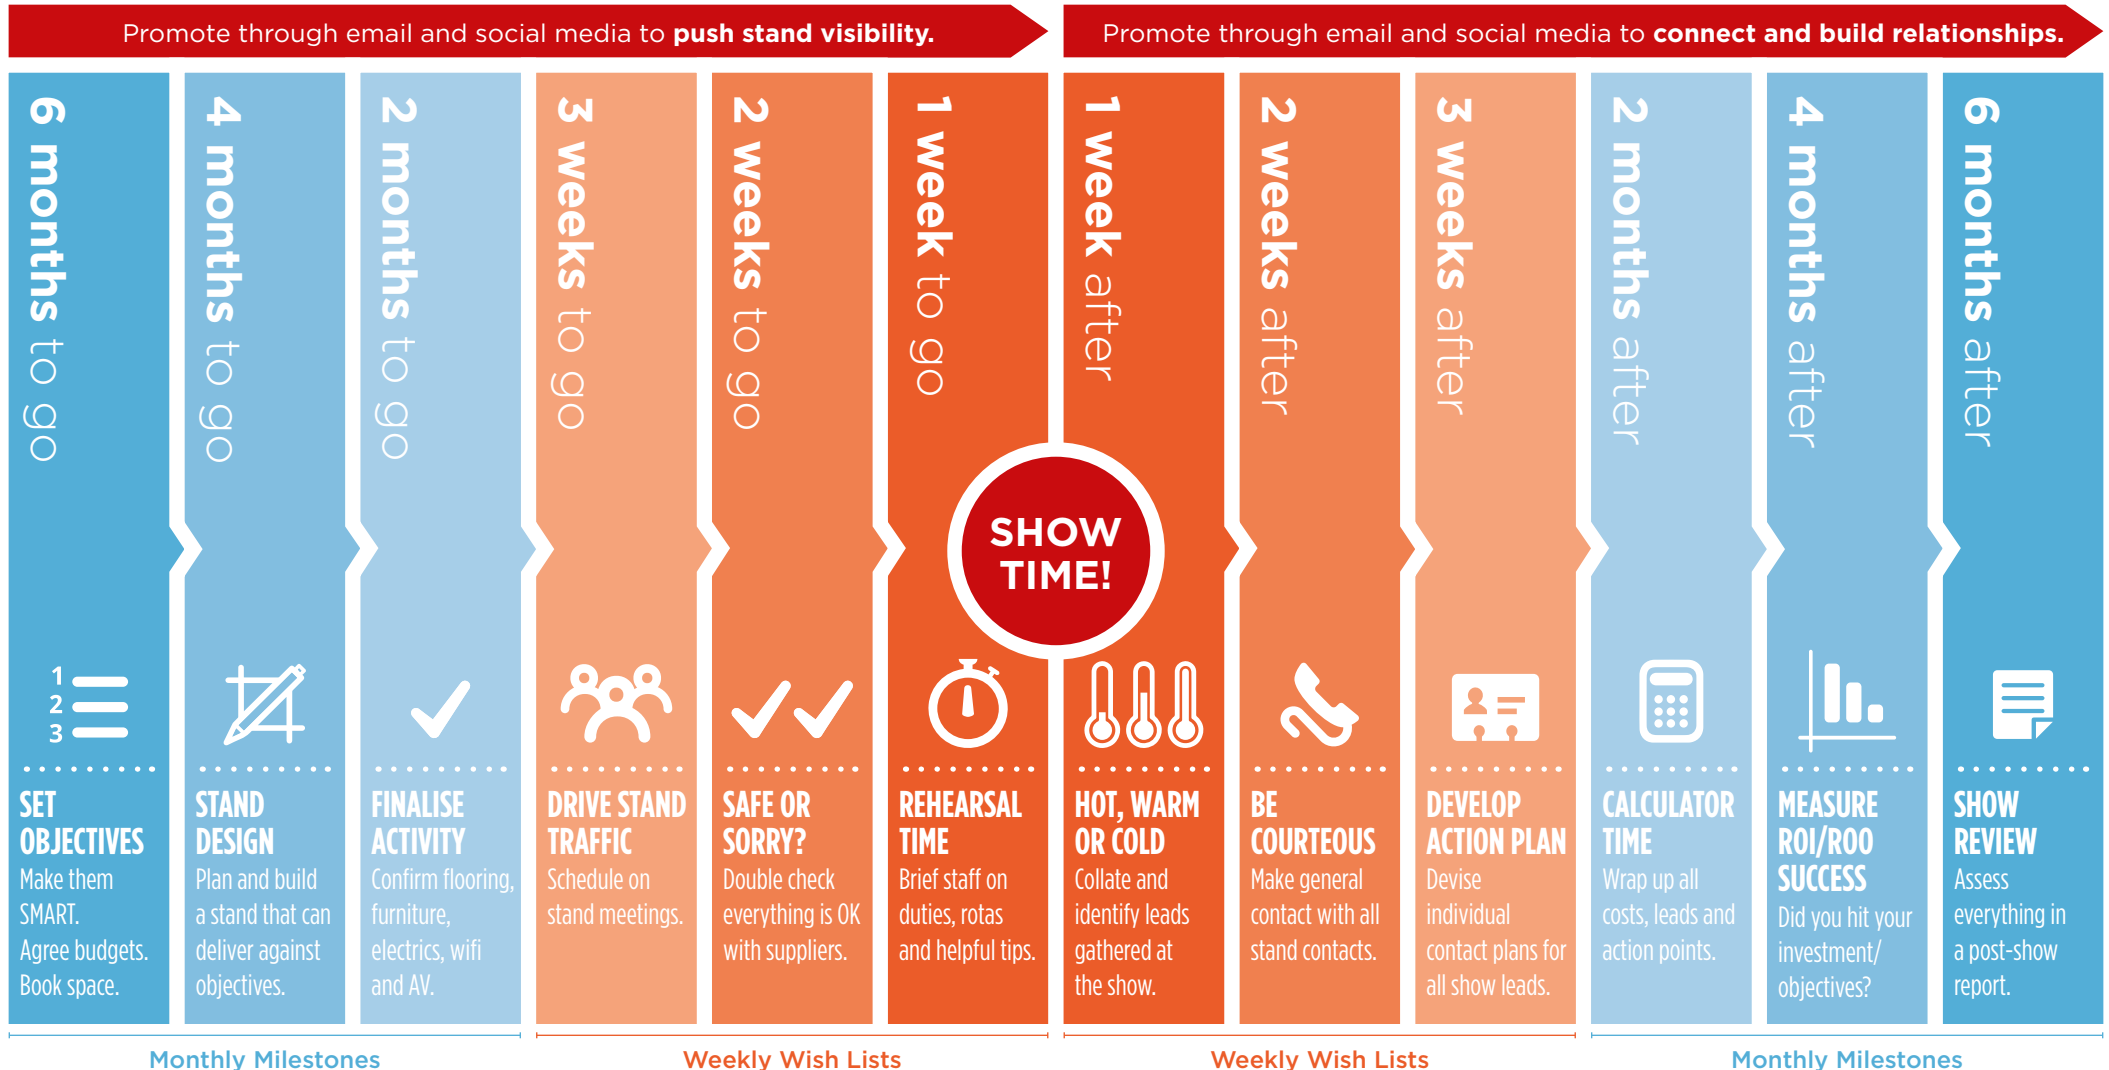 Promote through email and social media to push stand visibility.
Promote through email and social media to connect and build relationships.
6 months to go
4 months to go
2 months to go
3 weeks to go
2 weeks to go
1 week to go
1 week after
2 weeks after
3 weeks after
2 months after
4 months after
6 months after
SHOW
TIME!
1
2
3
SET
OBJECTIVES
Make them
SMART.
Agree budgets.
Book space.
STAND
DESIGN
Plan and build
a stand that can
deliver against
objectives.
FINALISE
ACTIVITY
Confirm flooring,
furniture,
electrics, wifi
and AV.
DRIVE STAND
TRAFFIC
Schedule on
stand meetings.
SAFE OR
SORRY?
Double check
everything is OK
with suppliers.
REHEARSAL
TIME
Brief staff on
duties, rotas
and helpful tips.
HOT, WARM
OR COLD
Collate and
identify leads
gathered at
the show.
BE
COURTEOUS
Make general
contact with all
stand contacts.
DEVELOP
ACTION PLAN
Devise
individual
contact plans for
all show leads.
CALCULATOR
TIME
Wrap up all
costs, leads and
action points.
MEASURE
ROI/ROO
SUCCESS
Did you hit your
investment/
objectives?
SHOW
REVIEW
Assess
everything in
a post-show
report.
Monthly Milestones
Weekly Wish Lists
Weekly Wish Lists
Monthly Milestones